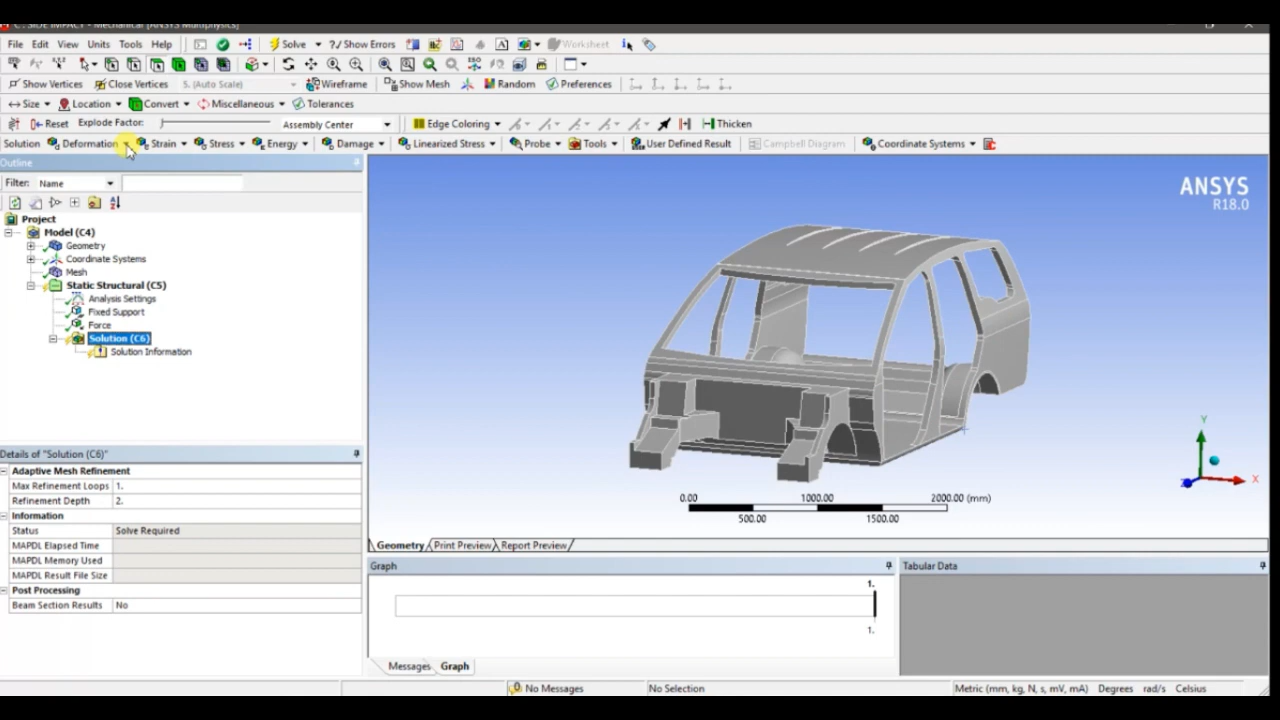 C : SIDE IMPACT - Mechanical [ANSYS Multiphysics]
File Edit View Units Tools Help Solve ?/ Show Errors Worksheet
Show Vertices Close Vertices 5. (Auto Scale) Wireframe Show Mesh Random Preferences
Size Location Convert Miscellaneous Tolerances
Reset Explode Factor: Assembly Center Edge Coloring Thicken
Solution Deformation Strain Stress Energy Damage Linearized Stress Probe Tools User Defined Result Campbell Diagram Coordinate Systems
Outline
Filter: Name
Project
Model (C4)
Geometry
Coordinate Systems
Mesh
Static Structural (C5)
Analysis Settings
Fixed Support
Force
Solution (C6)
Solution Information
Details of "Solution (C6)"
Adaptive Mesh Refinement
Max Refinement Loops 1.
Refinement Depth 2.
Information
Status Solve Required
MAPDL Elapsed Time
MAPDL Memory Used
MAPDL Result File Size
Post Processing
Beam Section Results No
ANSYS
R18.0
Y
X
Z
0.00 1000.00 2000.00 (mm)
500.00 1500.00
Geometry Print Preview Report Preview
Graph
1.
1.
Messages Graph
Tabular Data
No Messages No Selection Metric (mm, kg, N, s, mV, mA) Degrees rad/s Celsius